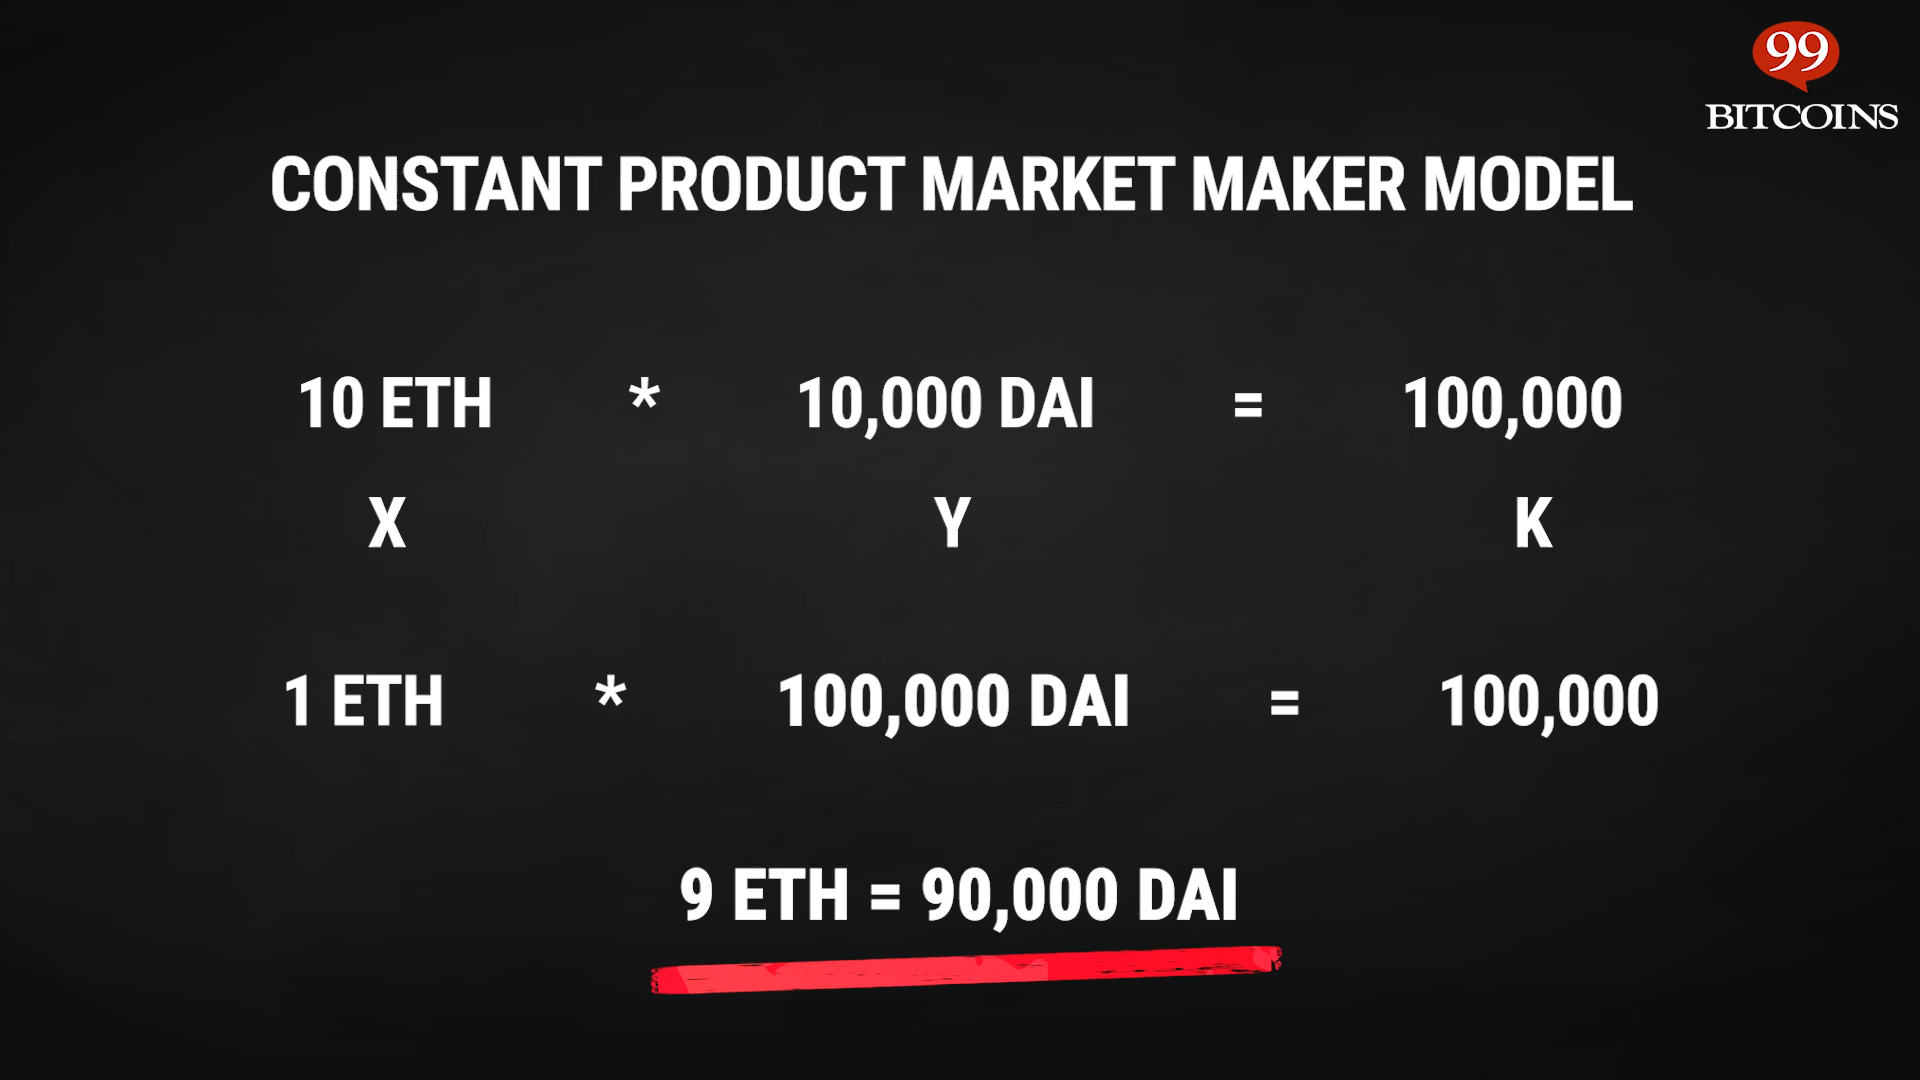 99
BITCOINS
CONSTANT PRODUCT MARKET MAKER MODEL
10 ETH * 10,000 DAI = 100,000
X Y K
1 ETH * 100,000 DAI = 100,000
9 ETH = 90,000 DAI